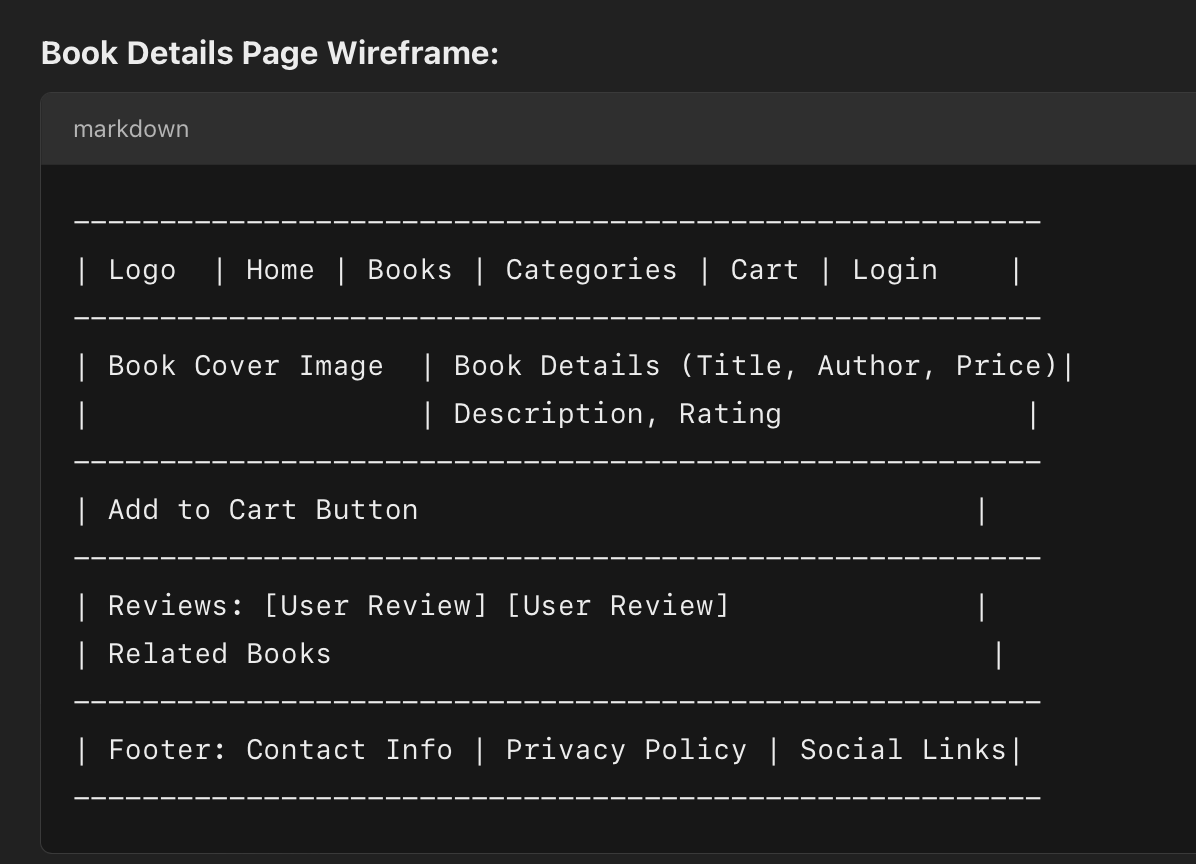 Book Details Page Wireframe:
markdown
--------------------------------------------------------
| Logo  | Home | Books | Categories | Cart | Login    |
--------------------------------------------------------
| Book Cover Image  | Book Details (Title, Author, Price)|
|                   | Description, Rating              |
--------------------------------------------------------
| Add to Cart Button                                |
--------------------------------------------------------
| Reviews: [User Review] [User Review]              |
| Related Books                                      |
--------------------------------------------------------
| Footer: Contact Info | Privacy Policy | Social Links|
--------------------------------------------------------